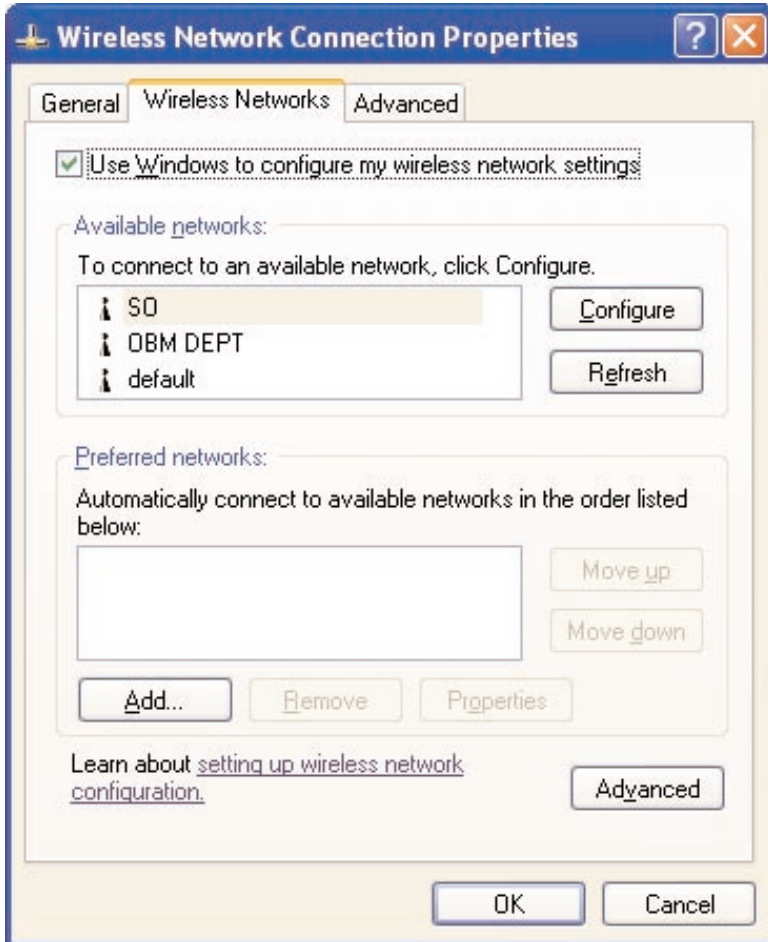 Wireless Network Connection Properties
General Wireless Networks Advanced
Use Windows to configure my wireless network settings
Available networks:
To connect to an available network, click Configure.
SO
OBM DEPT
default
Configure
Refresh
Preferred networks:
Automatically connect to available networks in the order listed
below:
Move up
Move down
Add... Remove Properties
Learn about setting up wireless network
configuration.
Advanced
OK Cancel